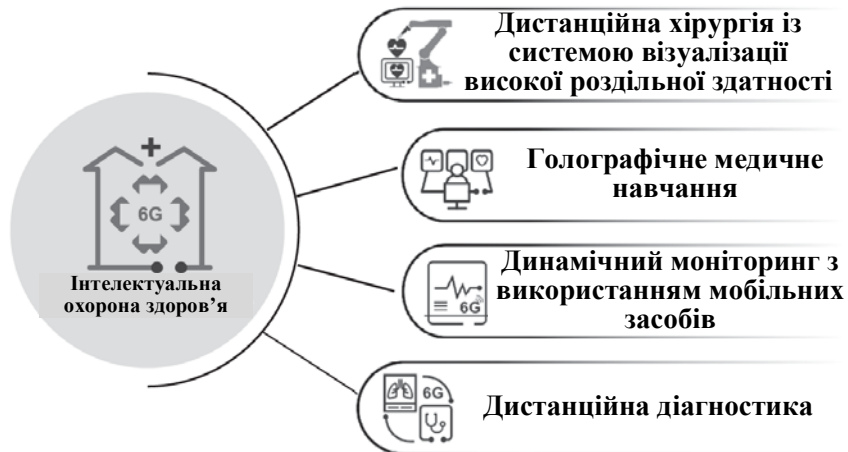 Дистанційна хірургія із
системою візуалізації
високої роздільної здатності
6G
Інтелектуальна
охорона здоров’я
Голографічне медичне
навчання
Динамічний моніторинг з
використанням мобільних
засобів
6G
6G
Дистанційна діагностика